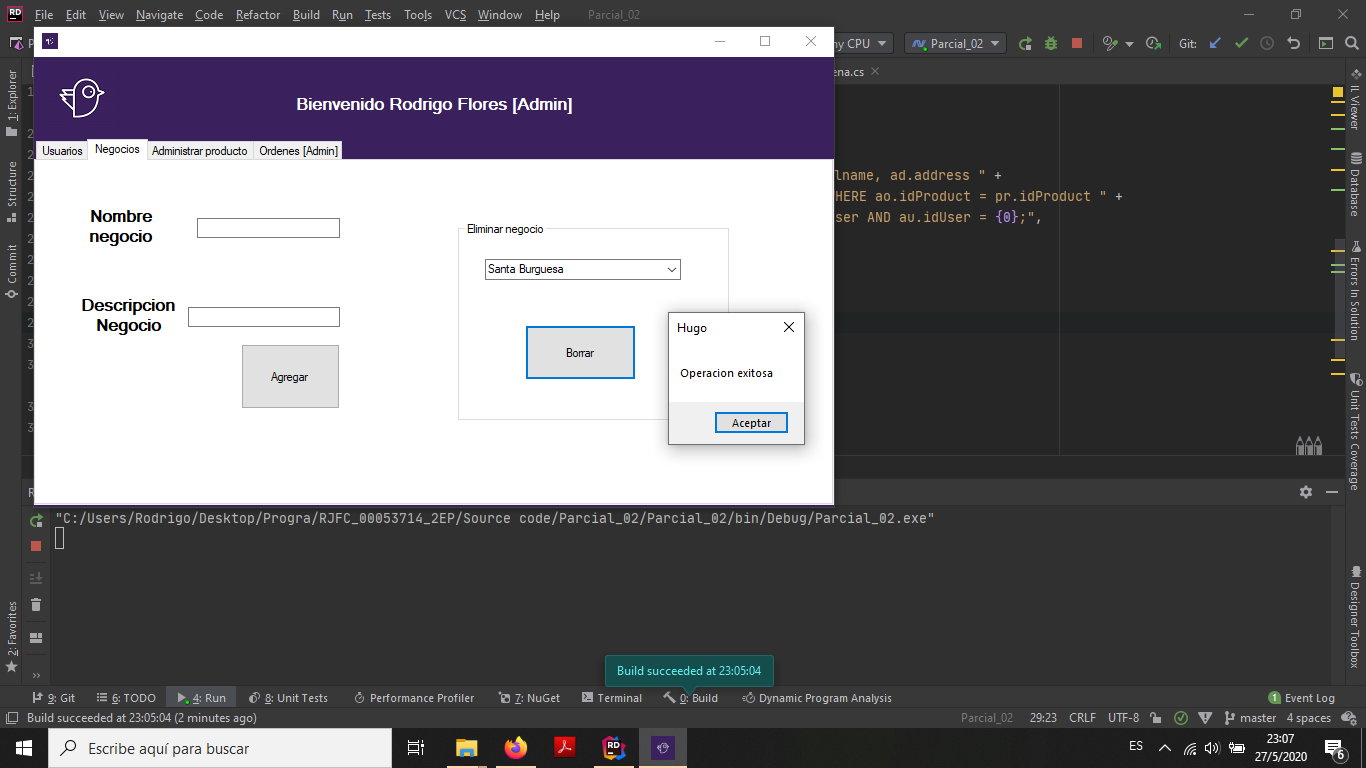 File Edit View Navigate Code Refactor Build Run Tests Tools VCS Window Help Parcial_02
ny CPU Parcial_02 Git:
ena.cs
Bienvenido Rodrigo Flores [Admin]
Usuarios Negocios Administrar producto Ordenes [Admin]
Nombre
negocio
Descripcion
Negocio
Agregar
Eliminar negocio
Santa Burguesa
Borrar
Hugo
Operacion exitosa
Aceptar
lname, ad.address " +
HERE ao.idProduct = pr.idProduct " +
ser AND au.idUser = {0};",
1: Explorer
Structure
Commit
2: Favorites
IL Viewer
Database
Errors In Solution
Unit Tests Coverage
Designer Toolbox
"C:/Users/Rodrigo/Desktop/Progra/RJFC_00053714_2EP/Source code/Parcial_02/Parcial_02/bin/Debug/Parcial_02.exe"
Build succeeded at 23:05:04
9: Git 6: TODO 4: Run 8: Unit Tests Performance Profiler 7: NuGet Terminal 0: Build Dynamic Program Analysis 1 Event Log
Build succeeded at 23:05:04 (2 minutes ago) Parcial_02 29:23 CRLF UTF-8 master 4 spaces
Escribe aquí para buscar
ES
23:07
27/5/2020
6